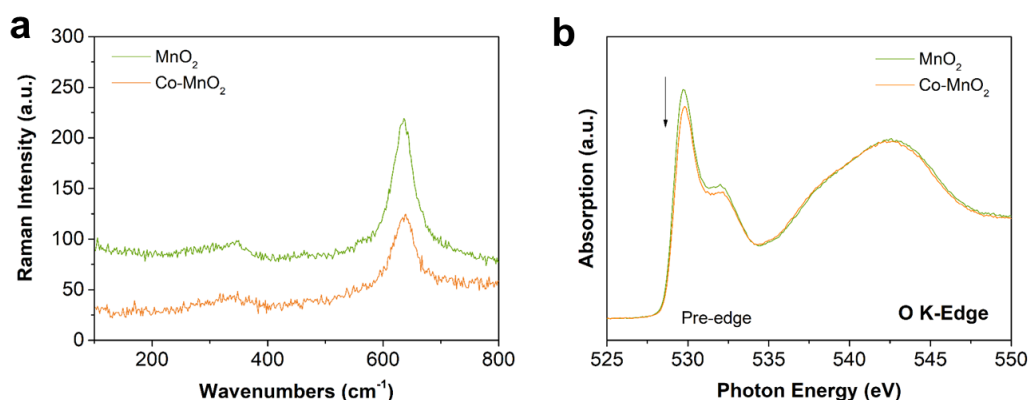 a
300
250
200
150
100
50
0
Raman Intensity (a.u.)
MnO₂
Co-MnO₂
200
400
600
800
Wavenumbers (cm⁻¹)
b
Absorption (a.u.)
MnO₂
Co-MnO₂
Pre-edge
O K-Edge
525
530
535
540
545
550
Photon Energy (eV)